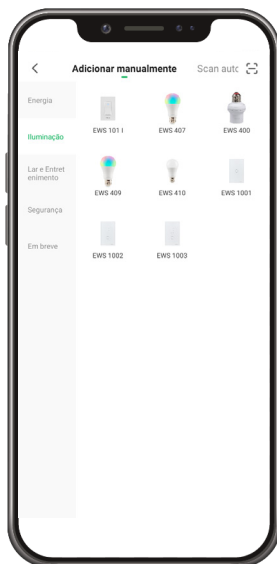 Adicionar manualmente
Scan autc
Energia
Iluminação
Lar e Entret
enimento
Segurança
Em breve
EWS 101 I
EWS 407
EWS 400
EWS 409
EWS 410
EWS 1001
EWS 1002
EWS 1003